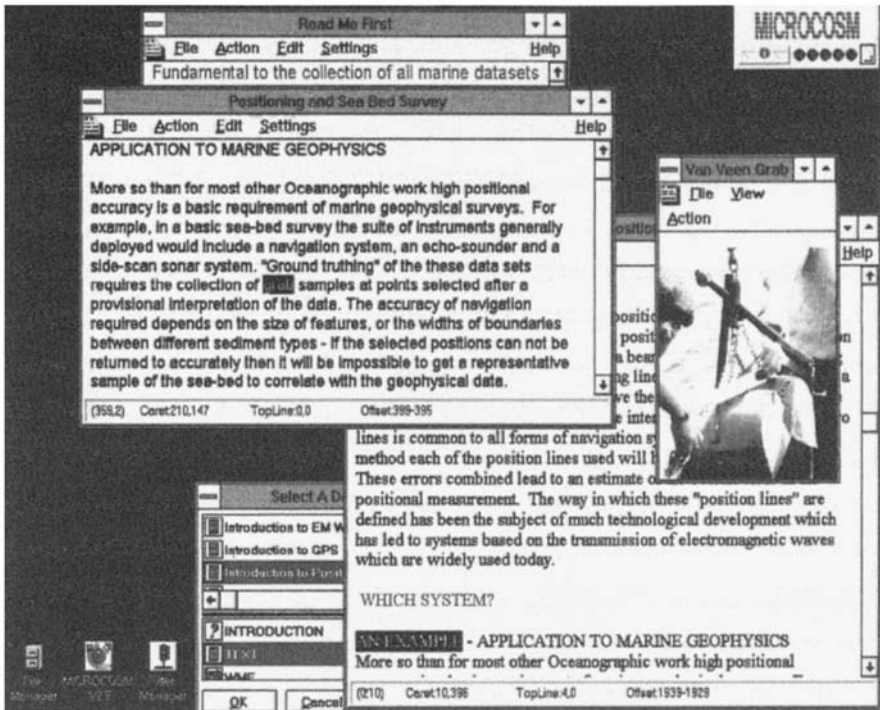 Read Me First
File Action Edit Settings Help
Fundamental to the collection of all marine datasets
MICROCOSM
Positioning and Sea Bed Survey
File Action Edit Settings Help
APPLICATION TO MARINE GEOPHYSICS
More so than for most other Oceanographic work high positional
accuracy is a basic requirement of marine geophysical surveys. For
example, in a basic sea-bed survey the suite of instruments generally
deployed would include a navigation system, an echo-sounder and a
side-scan sonar system. "Ground truthing" of the these data sets
requires the collection of grab samples at points selected after a
provisional interpretation of the data. The accuracy of navigation
required depends on the size of features, or the widths of boundaries
between different sediment types - if the selected positions can not be
returned to accurately then it will be impossible to get a representative
sample of the sea-bed to correlate with the geophysical data.
(359,2) Caret:210,147 TopLine:0,0 Offset:399-395
Van Veen Grab
File View
Action
Help
lines is common to all forms of navigation
method each of the position lines used will
These errors combined lead to an estimate
positional measurement. The way in which these "position lines" are
defined has been the subject of much technological development which
has led to systems based on the transmission of electromagnetic waves
which are widely used today.
WHICH SYSTEM?
AN EXAMPLE - APPLICATION TO MARINE GEOPHYSICS
More so than for most other Oceanographic work high positional
(0,210) Caret:10,396 TopLine:4,0 Offset:1939-1929
Select A
Introduction to EM
Introduction to GPS
Introduction to
INTRODUCTION
TEXT
OK Cancel
File
Manager
MICROCOSM
Manager